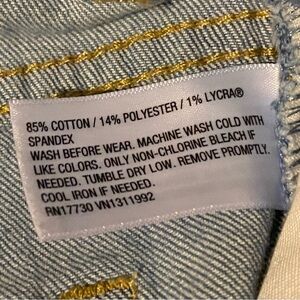 85% COTTON / 14% POLYESTER / 1% LYCRA®
SPANDEX
WASH BEFORE WEAR. MACHINE WASH COLD WITH
LIKE COLORS. ONLY NON-CHLORINE BLEACH IF
NEEDED. TUMBLE DRY LOW. REMOVE PROMPTLY.
COOL IRON IF NEEDED.
RN17730 VN1311992